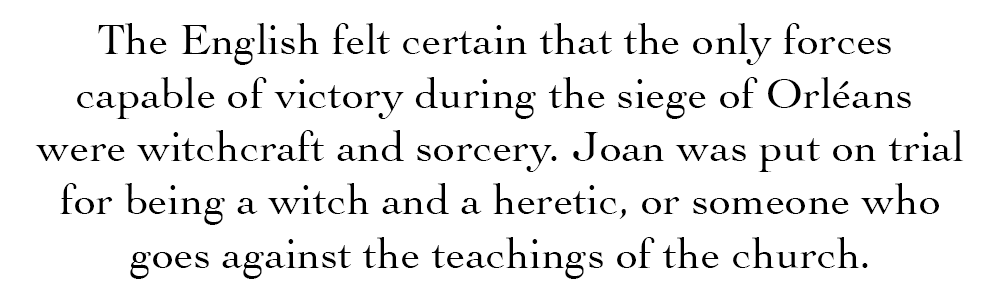 The English felt certain that the only forces
capable of victory during the siege of Orléans
were witchcraft and sorcery. Joan was put on trial
for being a witch and a heretic, or someone who
goes against the teachings of the church.